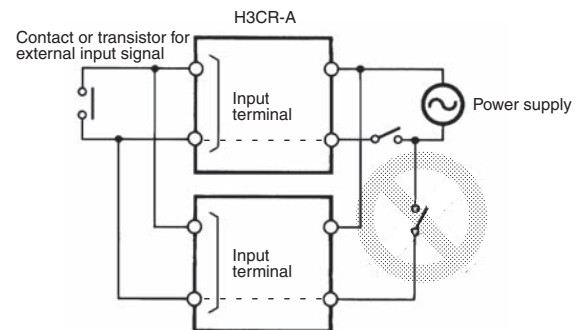 H3CR-A
Contact or transistor for
external input signal
Input
terminal
Power supply
Input
terminal